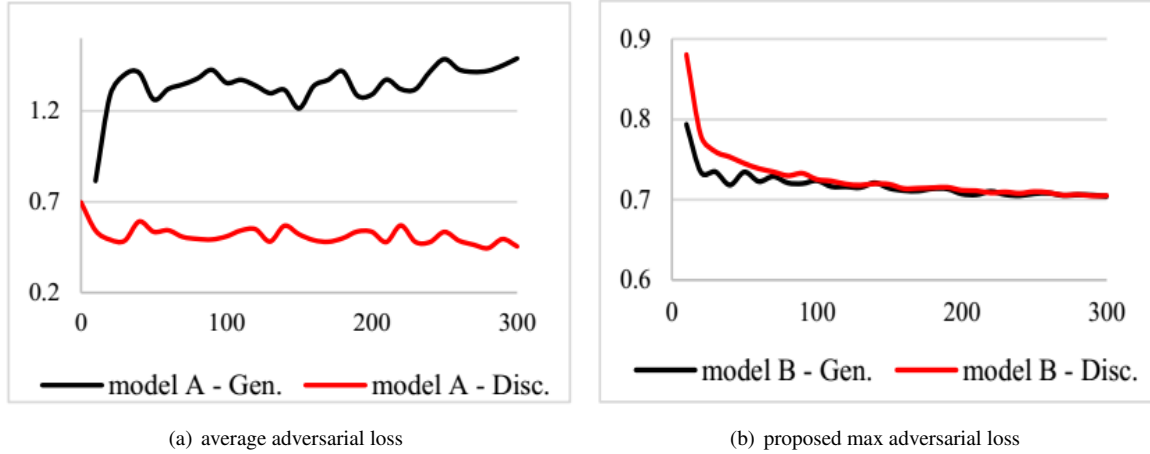 1.2
0.7
0.2
0 100 200 300
model A - Gen. model A - Disc.
(a) average adversarial loss
0.9
0.8
0.7
0.6
0 100 200 300
model B - Gen. model B - Disc.
(b) proposed max adversarial loss